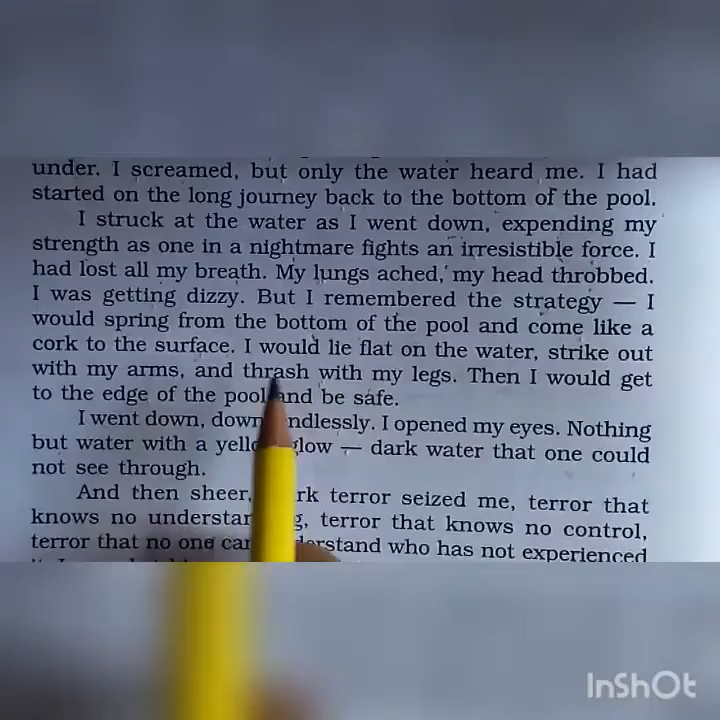 under. I screamed, but only the water heard me. I had
started on the long journey back to the bottom of the pool.
I struck at the water as I went down, expending my
strength as one in a nightmare fights an irresistible force. I
had lost all my breath. My lungs ached, my head throbbed.
I was getting dizzy. But I remembered the strategy — I
would spring from the bottom of the pool and come like a
cork to the surface. I would lie flat on the water, strike out
with my arms, and thrash with my legs. Then I would get
to the edge of the pool and be safe.
I went down, down, ndlessly. I opened my eyes. Nothing
but water with a yello glow — dark water that one could
not see through.
And then sheer, rk terror seized me, terror that
knows no understan g, terror that knows no control,
terror that no one can derstand who has not experienced
InShOt